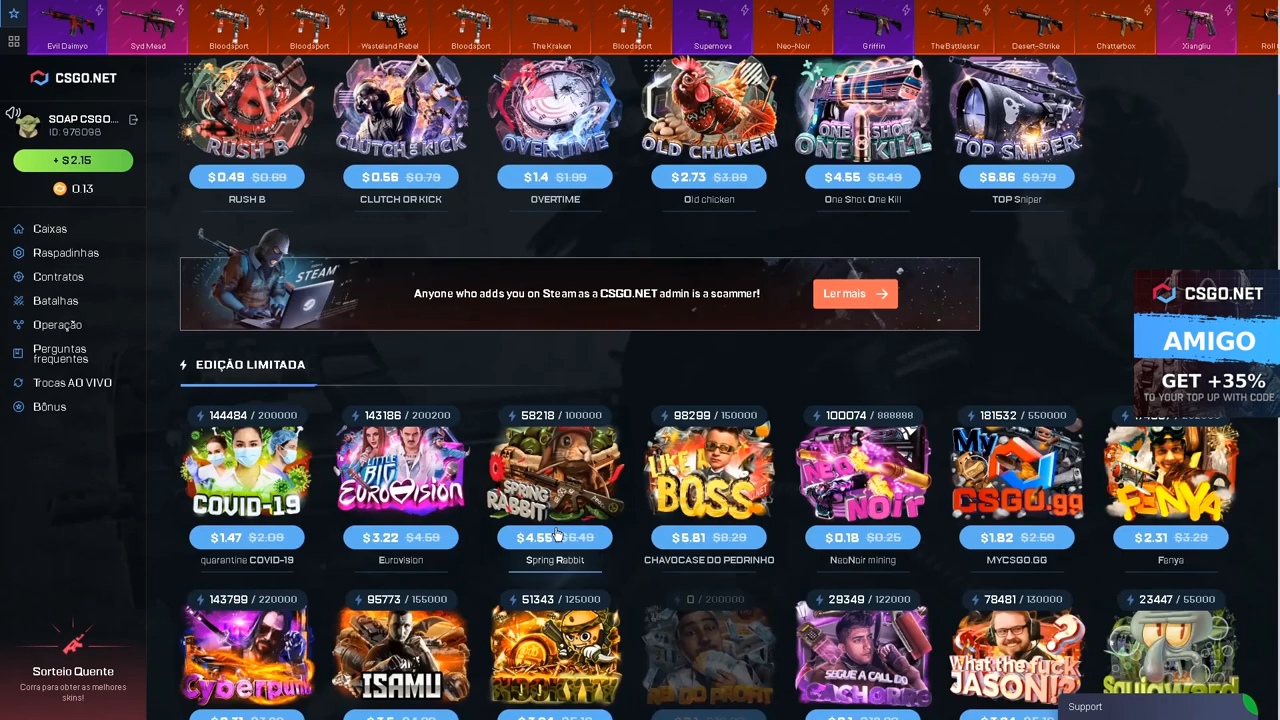 Evil Daimyo
Syd Mead
Bloodsport
Bloodsport
Wasteland Rebel
Bloodsport
The Kraken
Bloodsport
Supernova
Neo-Noir
Griffin
The Battlestar
Desert-Strike
Chatterbox
Xiangliu
CSGO.NET
SOAP CSGO....
ID: 976098
+ $ 2.15
0.13
Caixas
Raspadinhas
Contratos
Batalhas
Operação
Perguntas
frequentes
Trocas AO VIVO
Bônus
Sorteio Quente
Corra para obter as melhores
skins!
RUSH B
CLUTCH OR KICK
OVERTIME
OLD CHICKEN
ONE SHOT
ONE KILL
TOP SNIPER
$ 0.49 $ 0.69
$ 0.56 $ 0.79
$ 1.4 $ 1.99
$ 2.73 $ 3.89
$ 4.55 $ 6.49
$ 6.86 $ 9.79
RUSH B
CLUTCH OR KICK
OVERTIME
Old chicken
One Shot One Kill
TOP Sniper
STEAM
Anyone who adds you on Steam as a CSGO.NET admin is a scammer!
Ler mais
CSGO.NET
AMIGO
GET +35%
TO YOUR TOP UP WITH CODE
EDIÇÃO LIMITADA
144484 / 200000
143186 / 200200
58218 / 100000
98299 / 150000
100074 / 888888
181532 / 550000
COVID-19
LITTLE
BIG
EUROVISION
SPRING
RABBIT
LIKE A
BOSS
NEO
NOIR
My
CSGO.gg
FENYA
$ 1.47 $ 2.09
$ 3.22 $ 4.59
$ 4.55 $ 6.49
$ 5.81 $ 8.29
$ 0.18 $ 0.25
$ 1.82 $ 2.59
$ 2.31 $ 3.29
quarantine COVID-19
Eurovision
Spring Rabbit
CHAVOCASE DO PEDRINHO
NeoNoir mining
MYCSGO.GG
Fenya
143799 / 220000
95773 / 155000
51343 / 125000
0 / 200000
29349 / 122000
78481 / 130000
23447 / 55000
Cyberpunk
ISAMU
SEGUE A CALL DO
CACHORRO
What the fuck
JASON!?
Squidward
Support